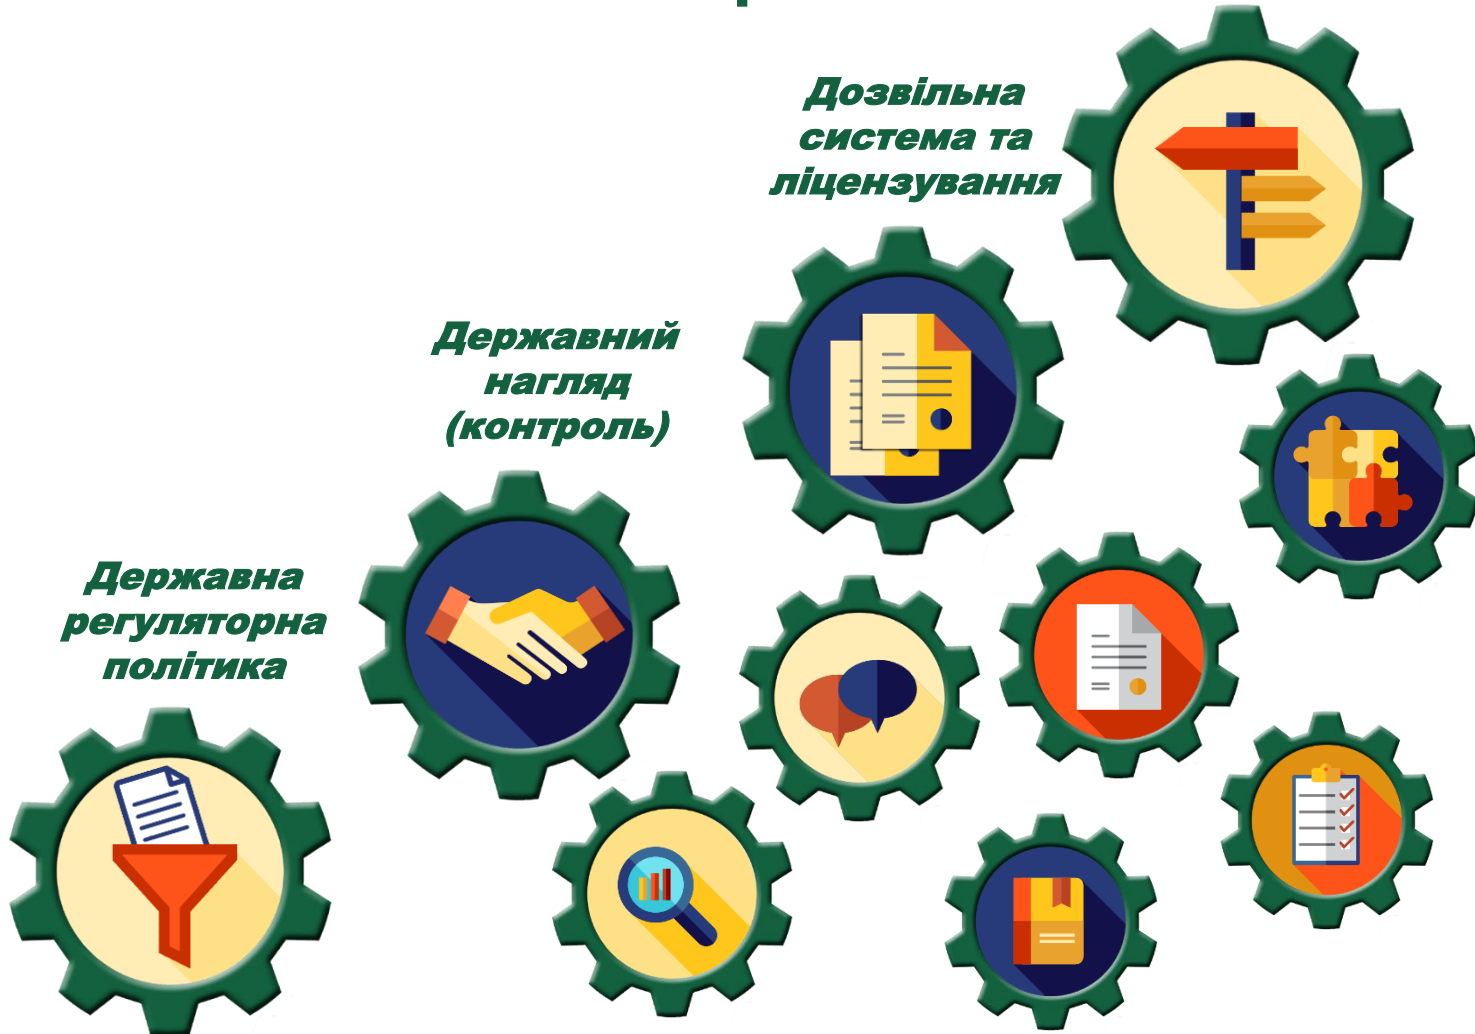 Дозвільна
система та
ліцензування
Державний
нагляд
(контроль)
Державна
регуляторна
політика